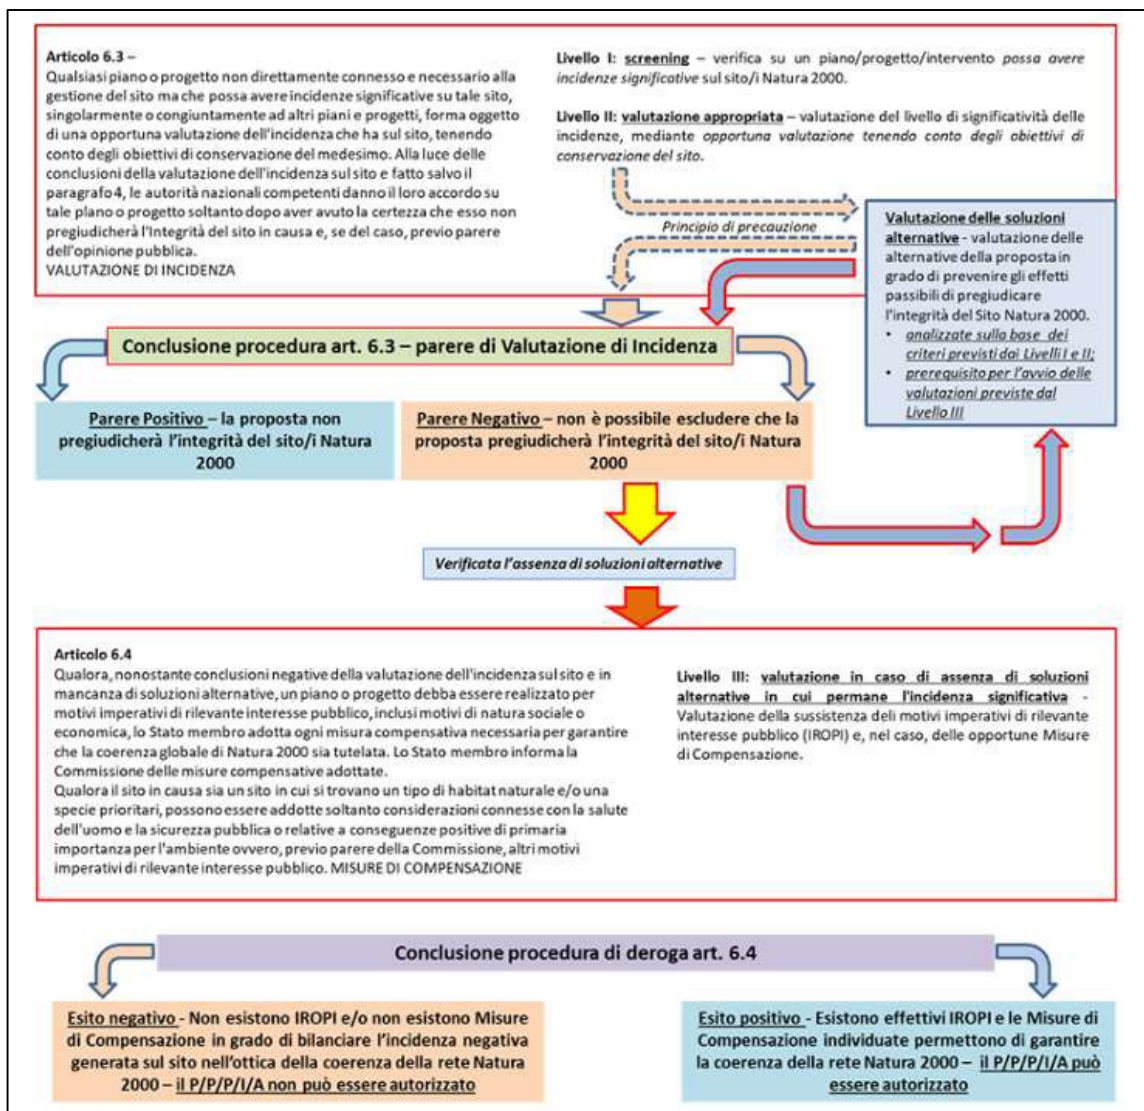 Articolo 6.3 –
Qualsiasi piano o progetto non direttamente connesso e necessario alla
gestione del sito ma che possa avere incidenze significative su tale sito,
singolarmente o congiuntamente ad altri piani e progetti, forma oggetto
di una opportuna valutazione dell'incidenza che ha sul sito, tenendo
conto degli obiettivi di conservazione del medesimo. Alla luce delle
conclusioni della valutazione dell'incidenza sul sito e fatto salvo il
paragrafo 4, le autorità nazionali competenti danno il loro accordo su
tale piano o progetto soltanto dopo aver avuto la certezza che esso non
pregiudicherà l'integrità del sito in causa e, se del caso, previo parere
dell'opinione pubblica.
VALUTAZIONE DI INCIDENZA
Livello I: screening – verifica su un piano/progetto/intervento possa avere
incidenze significative sul sito/i Natura 2000.
Livello II: valutazione appropriata – valutazione del livello di significatività delle
incidenze, mediante opportuna valutazione tenendo conto degli obiettivi di
conservazione del sito.
Principio di precauzione
Valutazione delle soluzioni
alternative - valutazione delle
alternative della proposta in
grado di prevenire gli effetti
passibili di pregiudicare
l'integrità del Sito Natura 2000.
• analizzate sulla base dei
criteri previsti dai Livelli I e II;
• prerequisito per l'avvio delle
valutazioni previste dal
Livello III
Conclusione procedura art. 6.3 – parere di Valutazione di Incidenza
Parere Positivo – la proposta non
pregiudicherà l'integrità del sito/i Natura
2000
Parere Negativo – non è possibile escludere che la
proposta pregiudicherà l'integrità del sito/i Natura
2000
Verificata l'assenza di soluzioni alternative
Articolo 6.4
Qualora, nonostante conclusioni negative della valutazione dell'incidenza sul sito e in
mancanza di soluzioni alternative, un piano o progetto debba essere realizzato per
motivi imperativi di rilevante interesse pubblico, inclusi motivi di natura sociale o
economica, lo Stato membro adotta ogni misura compensativa necessaria per garantire
che la coerenza globale di Natura 2000 sia tutelata. Lo Stato membro informa la
Commissione delle misure compensative adottate.
Qualora il sito in causa sia un sito in cui si trovano un tipo di habitat naturale e/o una
specie prioritari, possono essere addotte soltanto considerazioni connesse con la salute
dell'uomo e la sicurezza pubblica o relative a conseguenze positive di primaria
importanza per l'ambiente ovvero, previo parere della Commissione, altri motivi
imperativi di rilevante interesse pubblico. MISURE DI COMPENSAZIONE
Livello III: valutazione in caso di assenza di soluzioni
alternative in cui permane l'incidenza significativa -
Valutazione della sussistenza deli motivi imperativi di rilevante
interesse pubblico (IROPI) e, nel caso, delle opportune Misure
di Compensazione.
Conclusione procedura di deroga art. 6.4
Esito negativo - Non esistono IROPI e/o non esistono Misure
di Compensazione in grado di bilanciare l'incidenza negativa
generata sul sito nell'ottica della coerenza della rete Natura
2000 – il P/P/P/I/A non può essere autorizzato
Esito positivo - Esistono effettivi IROPI e le Misure di
Compensazione individuate permettono di garantire
la coerenza della rete Natura 2000 – il P/P/P/I/A può
essere autorizzato